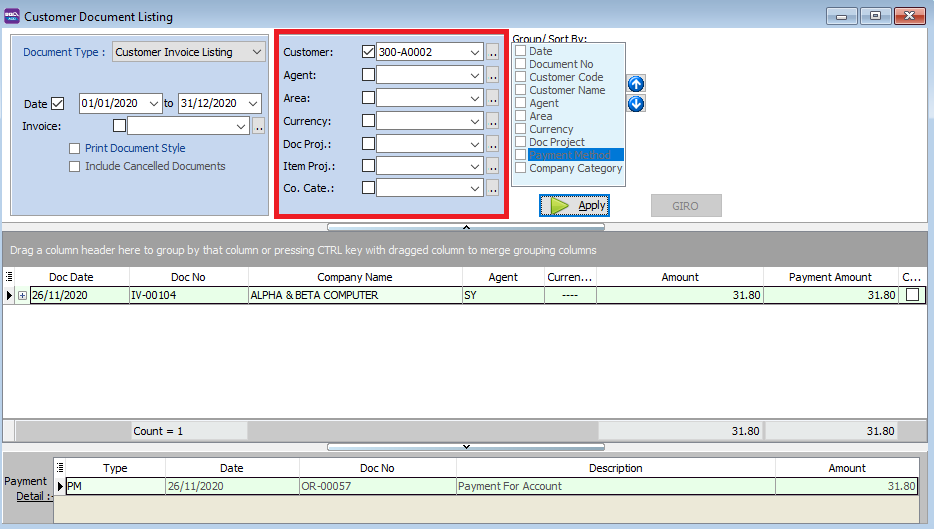 Customer Document Listing
Document Type : Customer Invoice Listing
Date 01/01/2020 to 31/12/2020
Invoice:
..
Print Document Style
Include Cancelled Documents
Customer: 300-A0002 ..
Agent: ..
Area: ..
Currency: ..
Doc Proj.: ..
Item Proj.: ..
Co. Cate.: ..
Group/ Sort By:
Date
Document No
Customer Code
Customer Name
Agent
Area
Currency
Doc Project
Payment Method
Company Category
Apply
GIRO
Drag a column header here to group by that column or pressing CTRL key with dragged column to merge grouping columns
Doc Date Doc No Company Name Agent Curren... Amount Payment Amount C...
26/11/2020 IV-00104 ALPHA & BETA COMPUTER SY ---- 31.80 31.80
Count = 1 31.80 31.80
Payment Detail :-
Type Date Doc No Description Amount
PM 26/11/2020 OR-00057 Payment For Account 31.80